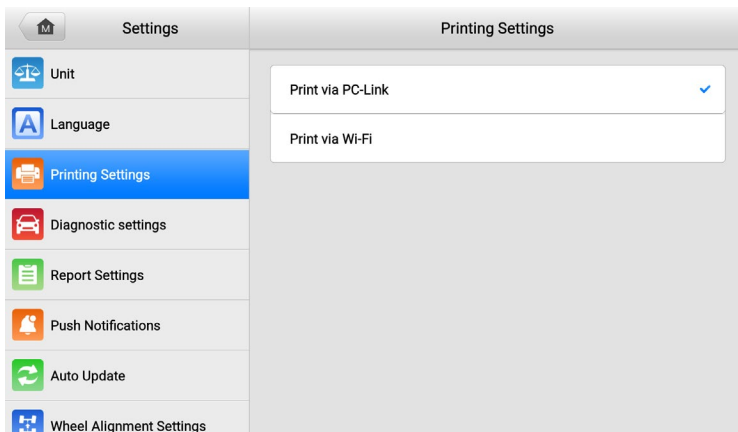 M
Settings
Printing Settings
Unit
A
Language
Printing Settings
Diagnostic settings
Report Settings
Push Notifications
Auto Update
Wheel Alignment Settings
Print via PC-Link
Print via Wi-Fi